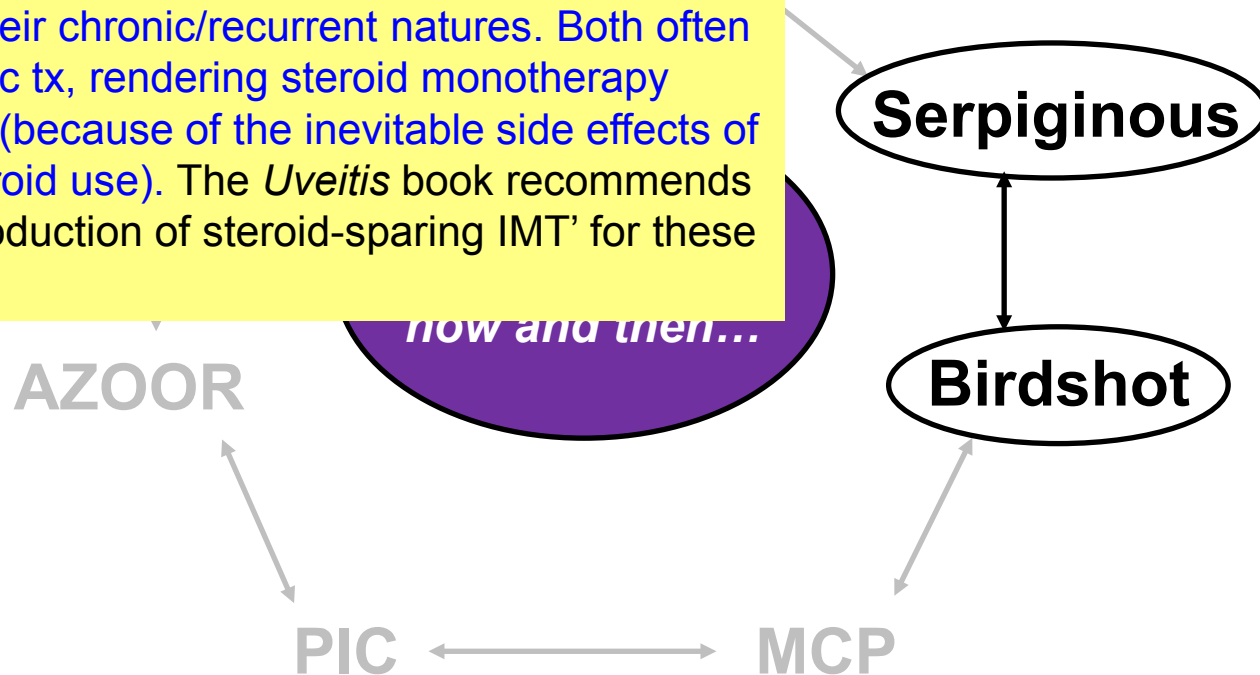 eir chronic/recurrent natures. Both often
c tx, rendering steroid monotherapy
(because of the inevitable side effects of
roid use). The Uveitis book recommends
oduction of steroid-sparing IMT’ for these
Serpiginous
now and then…
AZOOR
Birdshot
PIC
MCP